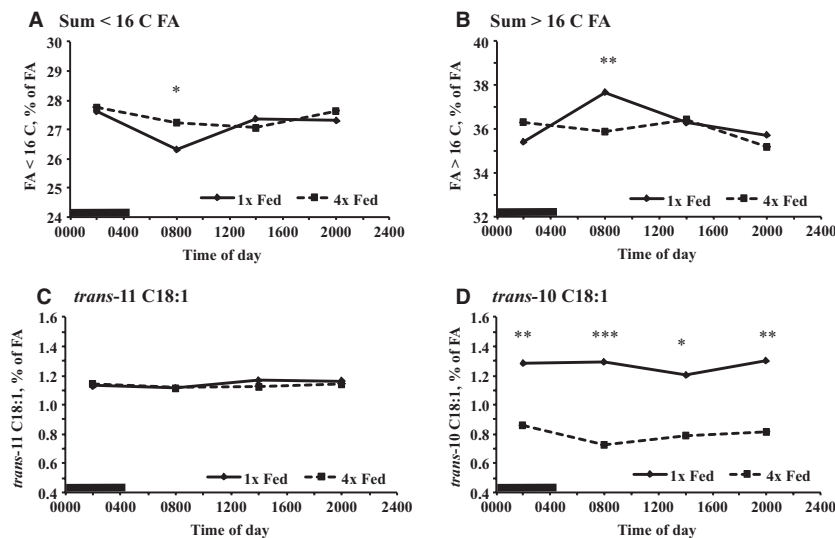 A Sum < 16 C FA
FA < 16 C, % of FA
30
29
28
27
26
25
24
*
1x Fed 4x Fed
0000 0400 0800 1200 1600 2000 2400
Time of day
B Sum > 16 C FA
FA > 16 C, % of FA
40
38
36
34
32
**
1x Fed 4x Fed
0000 0400 0800 1200 1600 2000 2400
Time of day
C trans-11 C18:1
trans-11 C18:1, % of FA
1.6
1.4
1.2
1.0
0.8
0.6
0.4
1x Fed 4x Fed
0000 0400 0800 1200 1600 2000 2400
Time of day
D trans-10 C18:1
trans-10 C18:1, % of FA
1.6
1.4
1.2
1.0
0.8
0.6
0.4
** *** * **
1x Fed 4x Fed
0000 0400 0800 1200 1600 2000 2400
Time of day